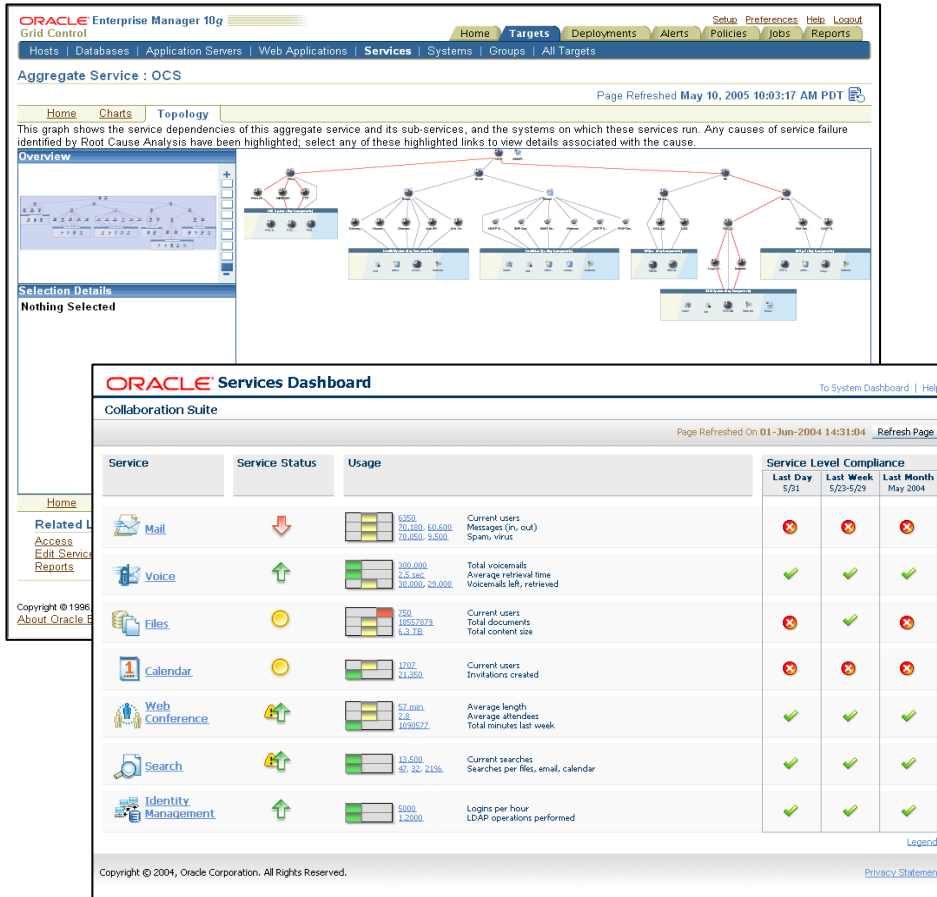 ORACLE Enterprise Manager 10g
Grid Control
Setup Preferences Help Logout
Home Targets Deployments Alerts Policies Jobs Reports
Hosts | Databases | Application Servers | Web Applications | Services | Systems | Groups | All Targets
Aggregate Service : OCS
Page Refreshed May 10, 2005 10:03:17 AM PDT
Home Charts Topology
This graph shows the service dependencies of this aggregate service and its sub-services, and the systems on which these services run. Any causes of service failure
identified by Root Cause Analysis have been highlighted; select any of these highlighted links to view details associated with the cause.
Overview
Selection Details
Nothing Selected
Home
Related L
Access
Edit Service
Reports
Copyright © 1996
About Oracle E
ORACLE Services Dashboard
To System Dashboard | Help
Collaboration Suite
Page Refreshed On 01-Jun-2004 14:31:04 Refresh Page
Service Service Status Usage Service Level Compliance
Last Day Last Week Last Month
5/31 5/23-5/29 May 2004
Mail
6350 Current users
70.180, 60.600 Messages (in, out)
70.050, 9.500 Spam, virus
Voice
300.000 Total voicemails
2.5 sec Average retrieval time
30.000, 29.000 Voicemails left, retrieved
Files
750 Current users
18557879 Total documents
6.3 TB Total content size
Calendar
1707 Current users
21.350 Invitations created
Web
Conference
57 min Average length
2.8 Average attendees
1090577 Total minutes last week
Search
13.500 Current searches
47, 32, 21% Searches per files, email, calendar
Identity
Management
5000 Logins per hour
1.2000 LDAP operations performed
Legend
Copyright © 2004, Oracle Corporation. All Rights Reserved.
Privacy Statemen